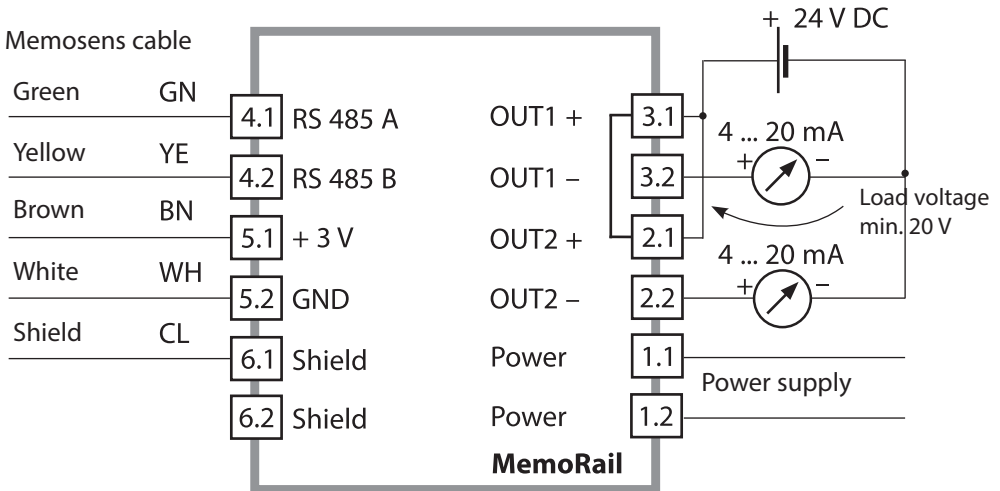 + 24 V DC
Memosens cable
Green GN 4.1 RS 485 A OUT1 + 3.1
4 ... 20 mA
+ –
Yellow YE 4.2 RS 485 B OUT1 – 3.2
Load voltage
min. 20 V
Brown BN 5.1 + 3 V OUT2 + 2.1
4 ... 20 mA
+ –
White WH 5.2 GND OUT2 – 2.2
Shield CL 6.1 Shield Power 1.1
Power supply
6.2 Shield Power 1.2
MemoRail